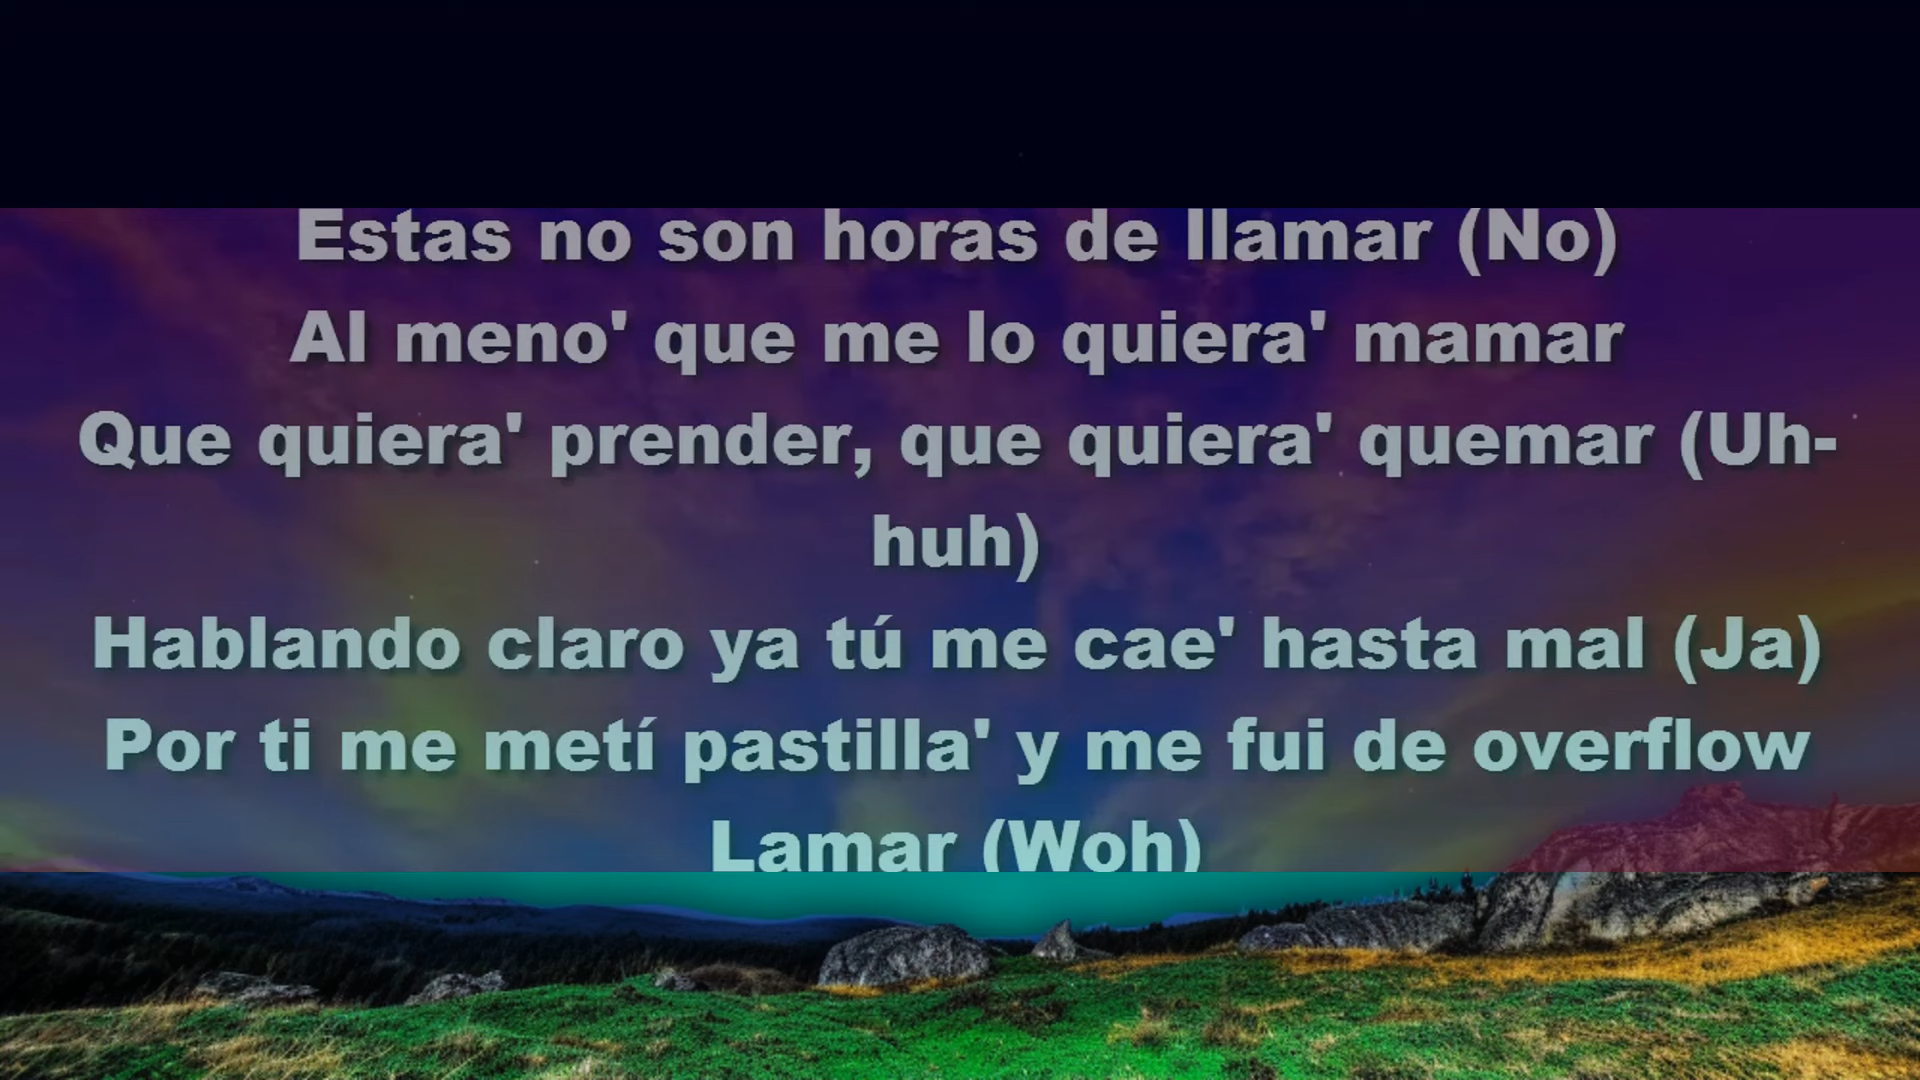 Estas no son horas de llamar (No)
Al meno' que me lo quiera' mamar
Que quiera' prender, que quiera' quemar (Uh-
huh)
Hablando claro ya tú me cae' hasta mal (Ja)
Por ti me metí pastilla' y me fui de overflow
Lamar (Woh)